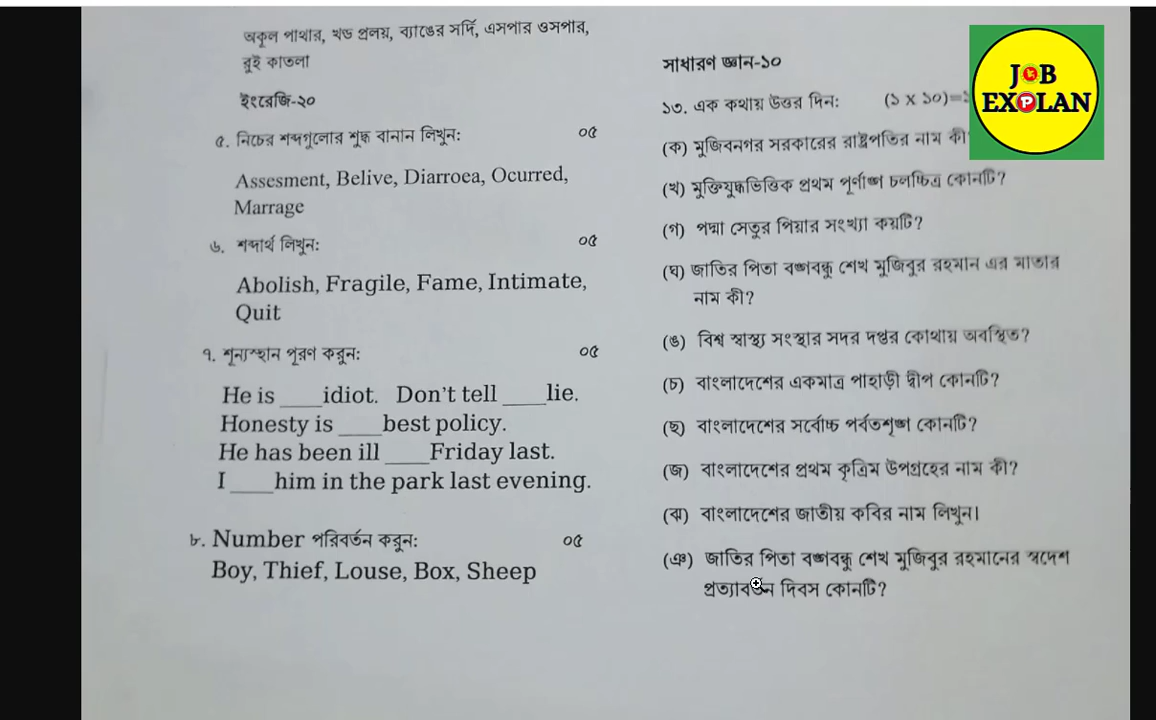 অকূল পাথার, খন্ড প্রলয়, ব্যাঙের সর্দি, এসপার ওসপার,
রুই কাতলা
ইংরেজি-২০
৫. নিচের শব্দগুলোর শুদ্ধ বানান লিখুন: ০৫
Assesment, Belive, Diarroea, Ocurred,
Marrage
৬. শব্দার্থ লিখুন: ০৫
Abolish, Fragile, Fame, Intimate,
Quit
৭. শূন্যস্থান পূরণ করুন: ০৫
He is ____idiot. Don't tell ____lie.
Honesty is ____best policy.
He has been ill ____Friday last.
I ____him in the park last evening.
৮. Number পরিবর্তন করুন: ০৫
Boy, Thief, Louse, Box, Sheep
সাধারণ জ্ঞান-১০
১৩. এক কথায় উত্তর দিন: (১ x ১০)=
(ক) মুজিবনগর সরকারের রাষ্ট্রপতির নাম কী
(খ) মুক্তিযুদ্ধভিত্তিক প্রথম পূর্ণাঙ্গ চলচ্চিত্র কোনটি?
(গ) পদ্মা সেতুর পিয়ার সংখ্যা কয়টি?
(ঘ) জাতির পিতা বঙ্গবন্ধু শেখ মুজিবুর রহমান এর মাতার
নাম কী?
(ঙ) বিশ্ব স্বাস্থ্য সংস্থার সদর দপ্তর কোথায় অবস্থিত?
(চ) বাংলাদেশের একমাত্র পাহাড়ী দ্বীপ কোনটি?
(ছ) বাংলাদেশের সর্বোচ্চ পর্বতশৃঙ্গ কোনটি?
(জ) বাংলাদেশের প্রথম কৃত্রিম উপগ্রহের নাম কী?
(ঝ) বাংলাদেশের জাতীয় কবির নাম লিখুন।
(ঞ) জাতির পিতা বঙ্গবন্ধু শেখ মুজিবুর রহমানের স্বদেশ
প্রত্যাবর্তন দিবস কোনটি?
JOB
EXPLAN